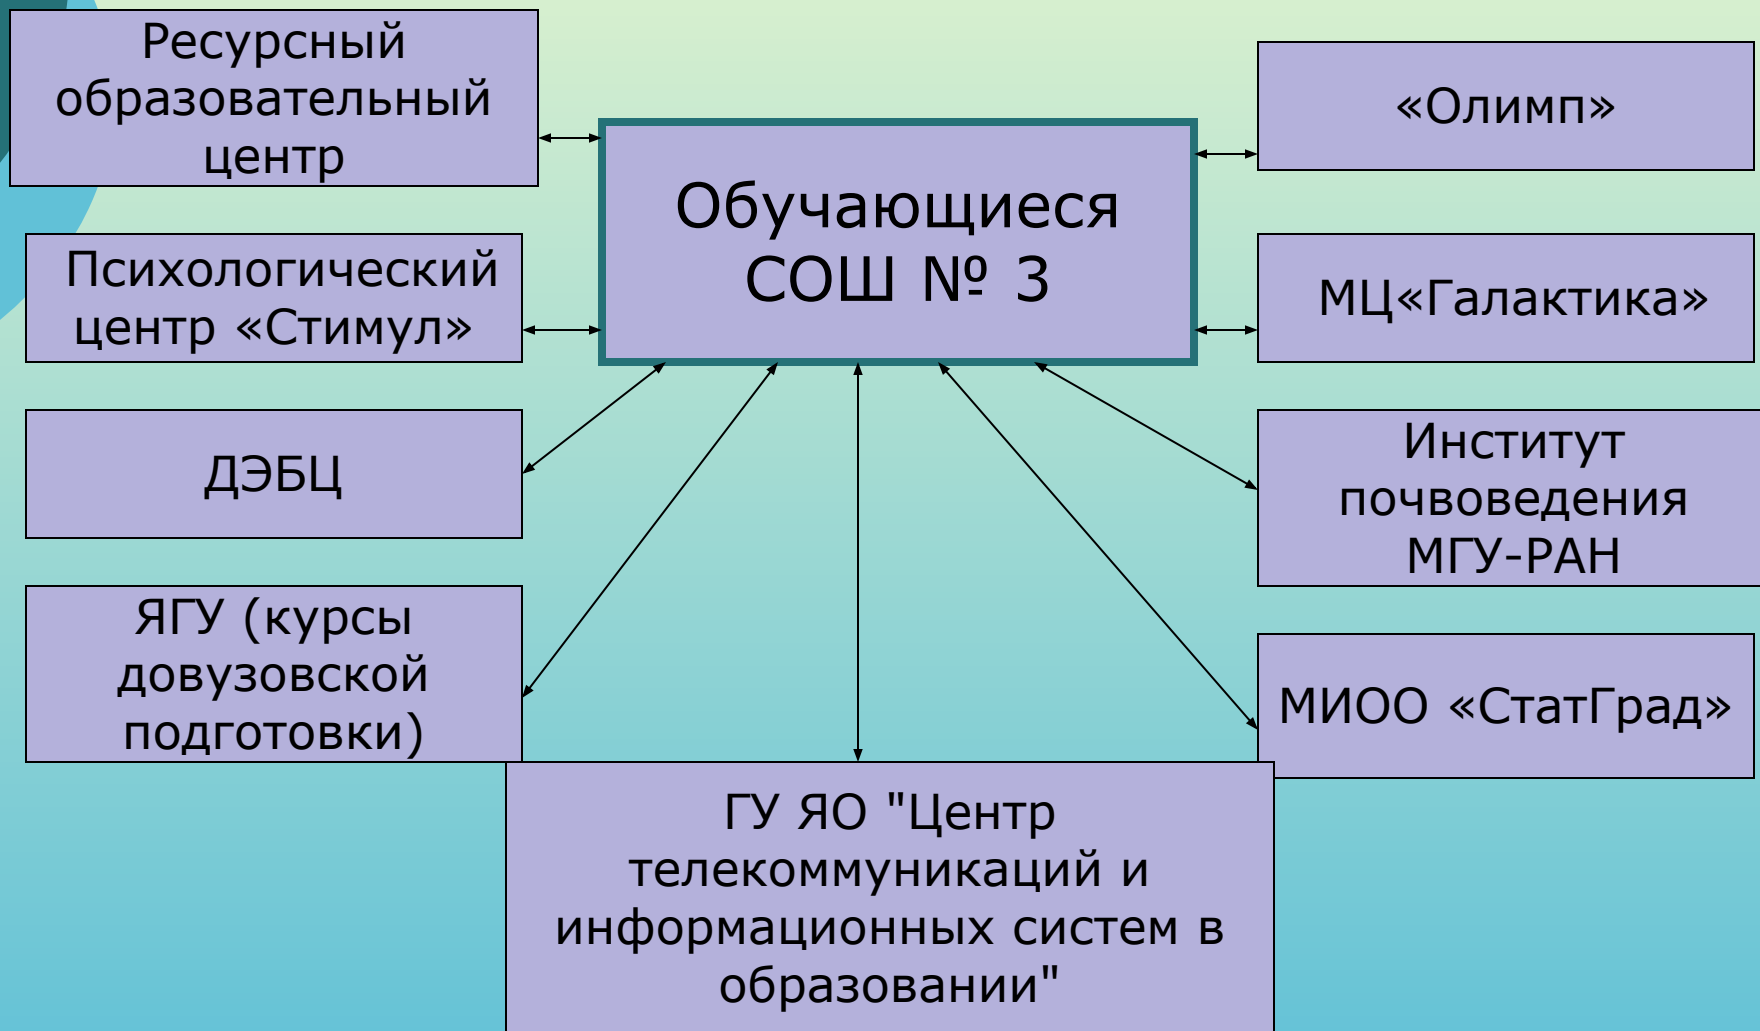 Ресурсный
образовательный
центр
«Олимп»
Обучающиеся
СОШ № 3
Психологический
центр «Стимул»
МЦ«Галактика»
ДЭБЦ
Институт
почвоведения
МГУ-РАН
ЯГУ (курсы
довузовской
подготовки)
МИОО «СтатГрад»
ГУ ЯО "Центр
телекоммуникаций и
информационных систем в
образовании"